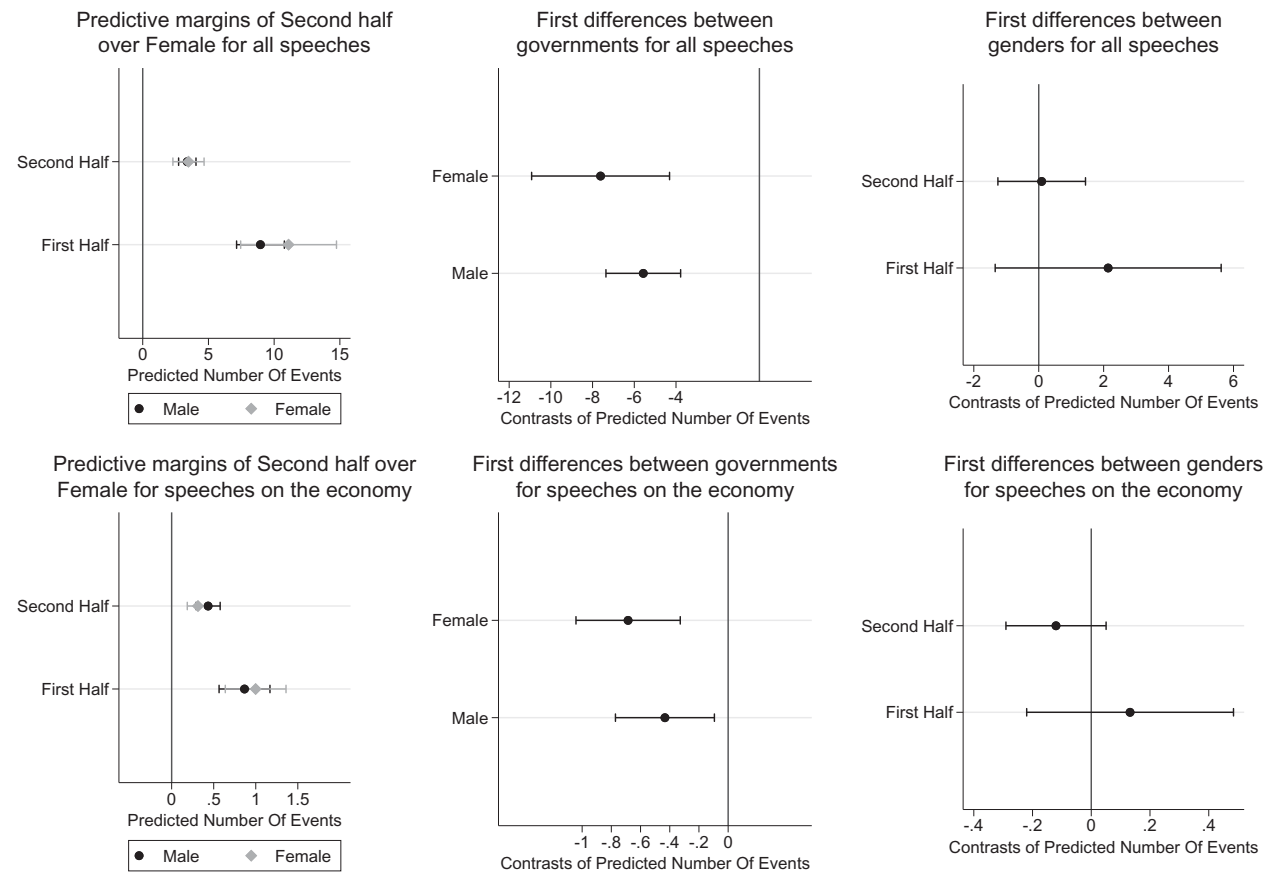 Predictive margins of Second half
over Female for all speeches
Second Half
First Half
0 5 10 15
Predicted Number Of Events
Male Female
First differences between
governments for all speeches
Female
Male
-12 -10 -8 -6 -4
Contrasts of Predicted Number Of Events
First differences between
genders for all speeches
Second Half
First Half
-2 0 2 4 6
Contrasts of Predicted Number Of Events
Predictive margins of Second half over
Female for speeches on the economy
Second Half
First Half
0 .5 1 1.5
Predicted Number Of Events
Male Female
First differences between governments
for speeches on the economy
Female
Male
-1 -.8 -.6 -.4 -.2 0
Contrasts of Predicted Number Of Events
First differences between genders
for speeches on the economy
Second Half
First Half
-.4 -.2 0 .2 .4
Contrasts of Predicted Number Of Events